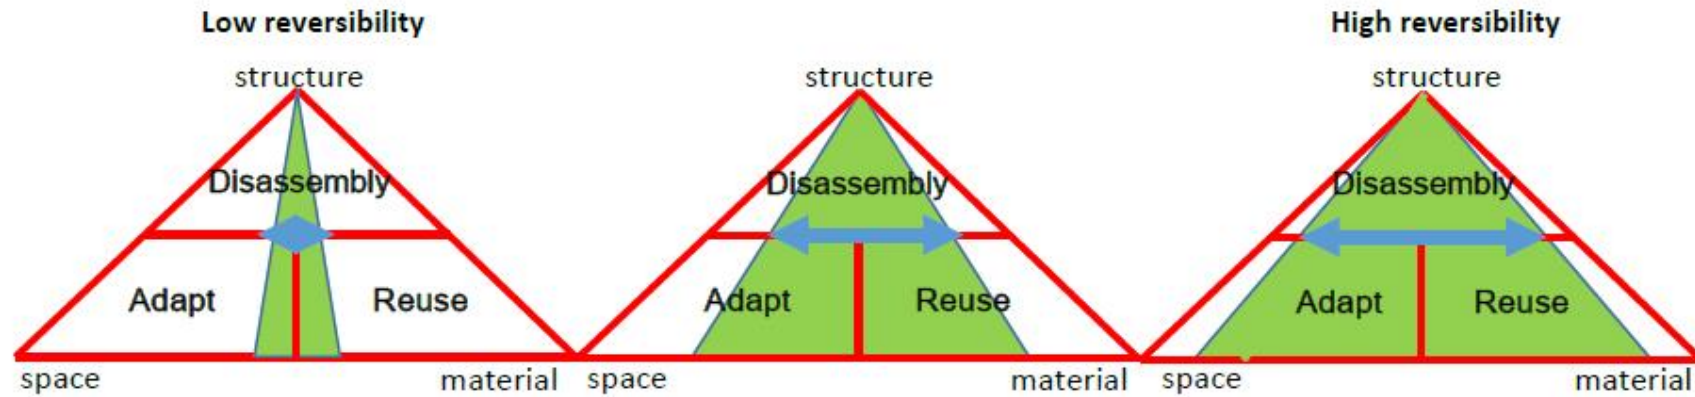 Low reversibility
High reversibility
structure
structure
structure
Disassembly
Disassembly
Disassembly
Adapt
Reuse
Adapt
Reuse
Adapt
Reuse
space
material
space
material
space
material